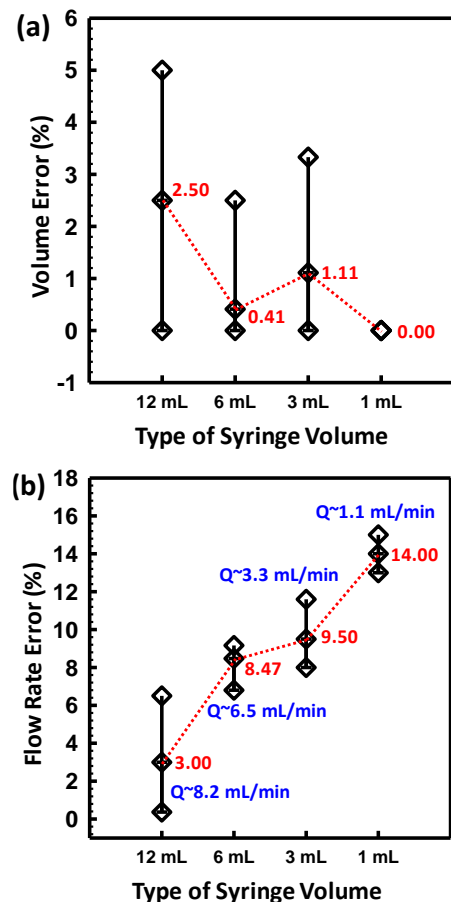 (a)
Volume Error (%)
6
5
4
3
2
1
0
-1
2.50
0.41
1.11
0.00
12 mL 6 mL 3 mL 1 mL
Type of Syringe Volume
(b)
Flow Rate Error (%)
18
16
14
12
10
8
6
4
2
0
Q~1.1 mL/min
14.00
Q~3.3 mL/min
9.50
8.47
Q~6.5 mL/min
3.00
Q~8.2 mL/min
12 mL 6 mL 3 mL 1 mL
Type of Syringe Volume